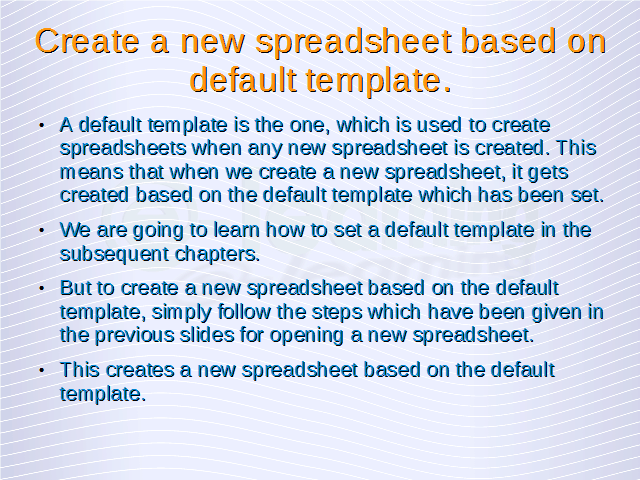 Create a new spreadsheet based on
default template.
• A default template is the one, which is used to create
spreadsheets when any new spreadsheet is created. This
means that when we create a new spreadsheet, it gets
created based on the default template which has been set.
• We are going to learn how to set a default template in the
subsequent chapters.
• But to create a new spreadsheet based on the default
template, simply follow the steps which have been given in
the previous slides for opening a new spreadsheet.
• This creates a new spreadsheet based on the default
template.